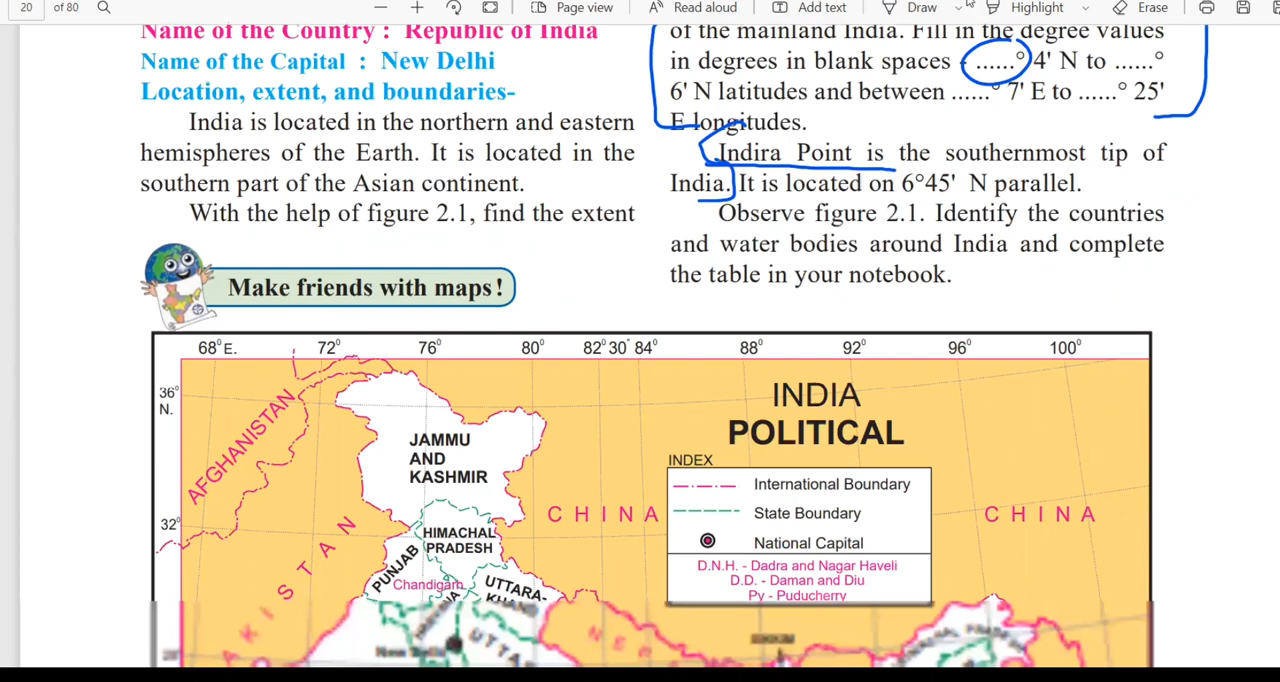 20 of 80 Page view Read aloud Add text Draw Highlight Erase
Name of the Country : Republic of India
Name of the Capital : New Delhi
Location, extent, and boundaries-
India is located in the northern and eastern
hemispheres of the Earth. It is located in the
southern part of the Asian continent.
With the help of figure 2.1, find the extent
of the mainland India. Fill in the degree values
in degrees in blank spaces - ......° 4' N to ......°
6' N latitudes and between ......° 7' E to ......° 25'
E longitudes.
Indira Point is the southernmost tip of
India. It is located on 6°45' N parallel.
Observe figure 2.1. Identify the countries
and water bodies around India and complete
the table in your notebook.
Make friends with maps!
68° E. 72° 76° 80° 82° 30' 84° 88° 92° 96° 100°
36°
N.
32°
28°
AFGHANISTAN
JAMMU
AND
KASHMIR
INDIA
POLITICAL
INDEX
International Boundary
State Boundary
National Capital
D.N.H. - Dadra and Nagar Haveli
D.D. - Daman and Diu
Py - Puducherry
CHINA
CHINA
HIMACHAL
PRADESH
PUNJAB
Chandigarh
UTTARA-
KHAND
AKISTAN
New Delhi
UTTAR
NE